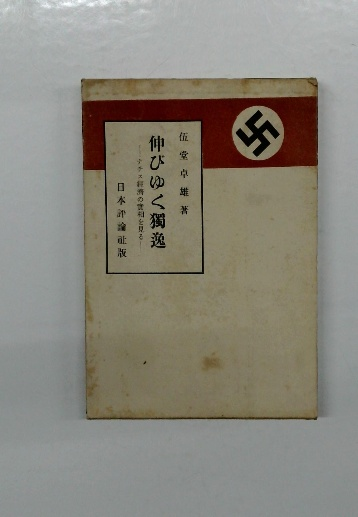 伍堂卓雄著
伸びゆく獨逸
―ナチス經濟の實相を見る―
日本評論社版